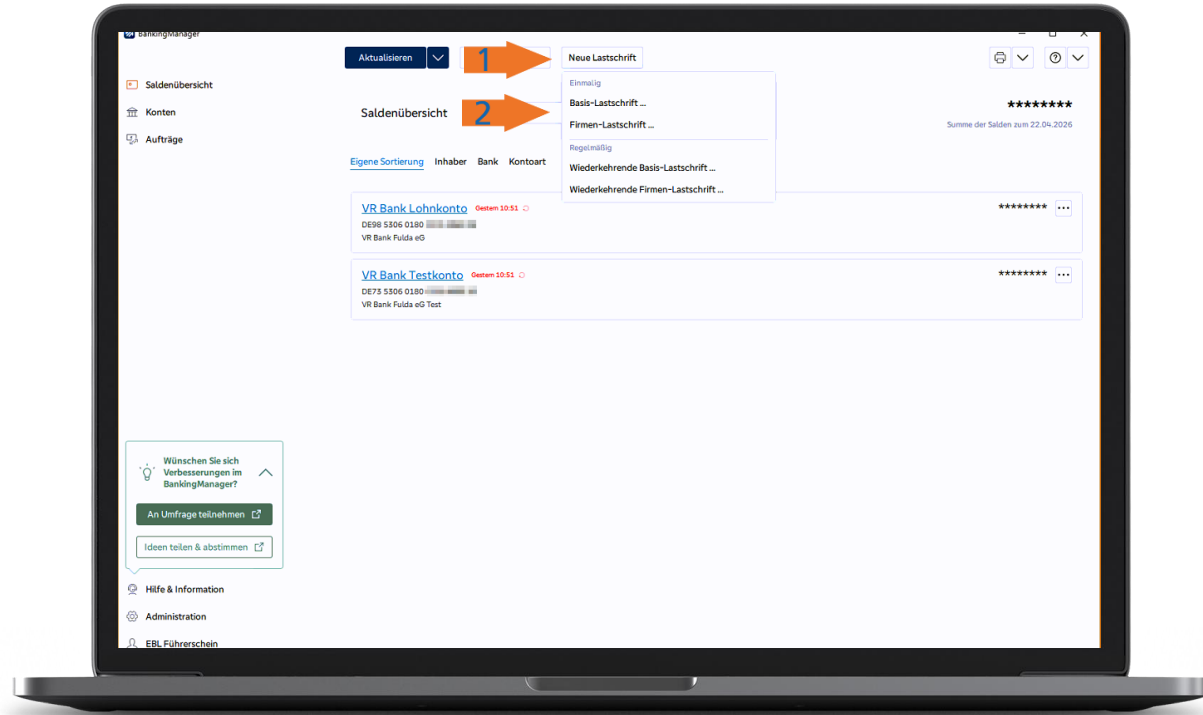 BankingManager
Aktualisieren
1
Neue Lastschrift
Saldenübersicht
Konten
Aufträge
Saldenübersicht
2
Einmalig
Basis-Lastschrift ...
Firmen-Lastschrift ...
Regelmäßig
Wiederkehrende Basis-Lastschrift ...
Wiederkehrende Firmen-Lastschrift ...
********
Summe der Salden zum 22.04.2026
Eigene Sortierung Inhaber Bank Kontoart
VR Bank Lohnkonto Gestern 10:51
******** ...
DE98 5306 0180
VR Bank Fulda eG
VR Bank Testkonto Gestern 10:51
******** ...
DE73 5306 0180
VR Bank Fulda eG Test
Wünschen Sie sich
Verbesserungen im
BankingManager?
An Umfrage teilnehmen
Ideen teilen & abstimmen
Hilfe & Information
Administration
EBL Führerschein